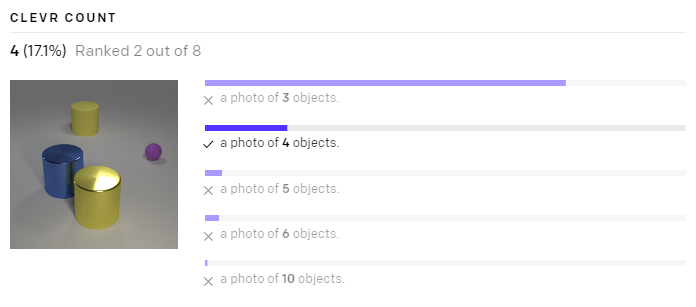 CLEVR COUNT
4 (17.1%) Ranked 2 out of 8
a photo of 3 objects.
a photo of 4 objects.
a photo of 5 objects.
a photo of 6 objects.
a photo of 10 objects.